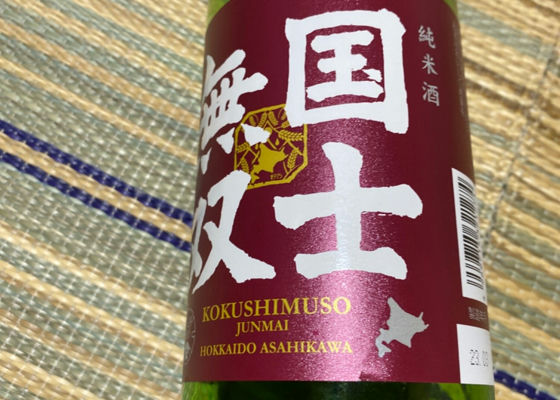 純米酒
国士
無双
KOKUSHIMUSO
JUNMAI
HOKKAIDO ASAHIKAWA